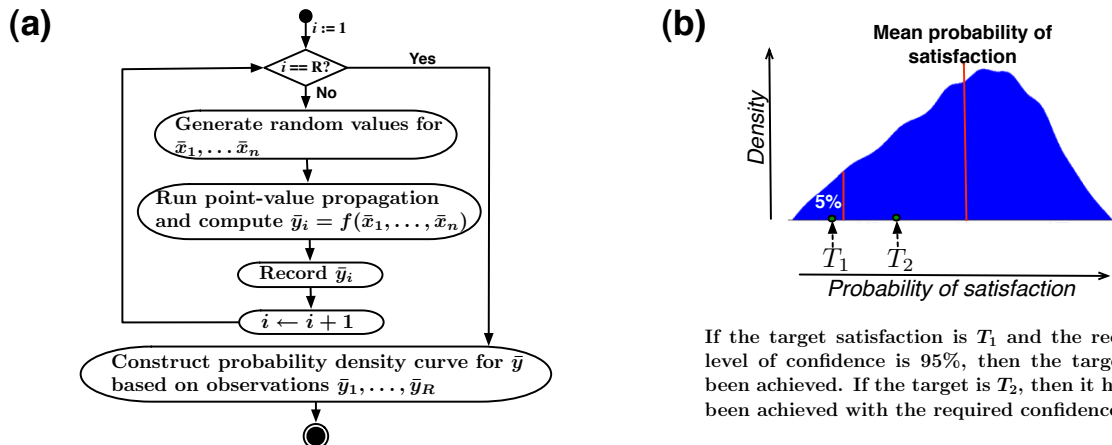 (a)
i := 1
i == R?
Yes
No
Generate random values for
x̄₁, . . . x̄ₙ
Run point-value propagation
and compute ȳᵢ = f(x̄₁, . . . , x̄ₙ)
Record ȳᵢ
i ← i + 1
Construct probability density curve for ȳ
based on observations ȳ₁, . . . , ȳ_R
(b)
Mean probability of
satisfaction
Density
5%
T₁
T₂
Probability of satisfaction
If the target satisfaction is T₁ and the
level of confidence is 95%, then the
been achieved. If the target is T₂, then it
been achieved with the required confidence